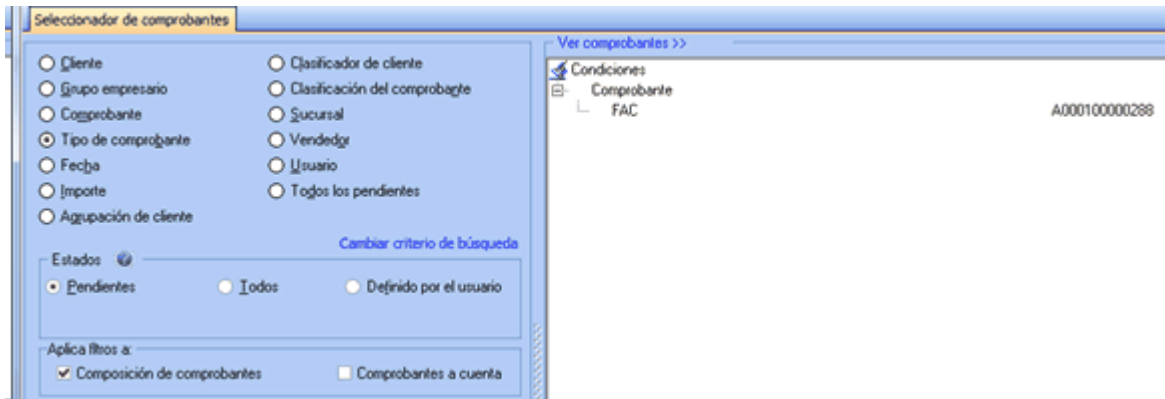 Seleccionador de comprobantes
Cliente
Clasificador de cliente
Grupo empresario
Clasificación del comprobante
Comprobante
Sucursal
Tipo de comprobante
Vendedor
Fecha
Usuario
Importe
Todos los pendientes
Agrupación de cliente
Cambiar criterio de búsqueda
Estados
Pendientes
Todos
Definido por el usuario
Aplica filtros a:
Composición de comprobantes
Comprobantes a cuenta
Ver comprobantes >>
Condiciones
Comprobante
FAC A000100000288